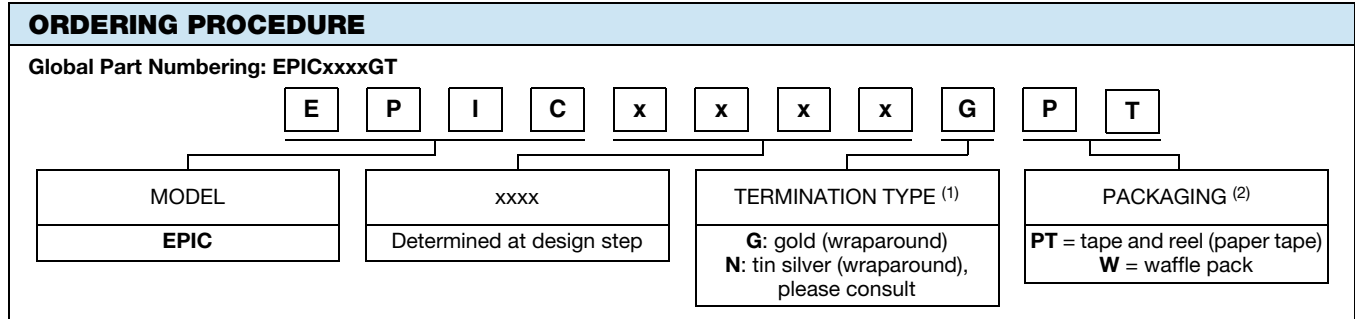 ORDERING PROCEDURE
Global Part Numbering: EPICxxxxGT
E P I C x x x x G P T
MODEL
EPIC
xxxx
Determined at design step
TERMINATION TYPE (1)
G: gold (wraparound)
N: tin silver (wraparound),
please consult
PACKAGING (2)
PT = tape and reel (paper tape)
W = waffle pack